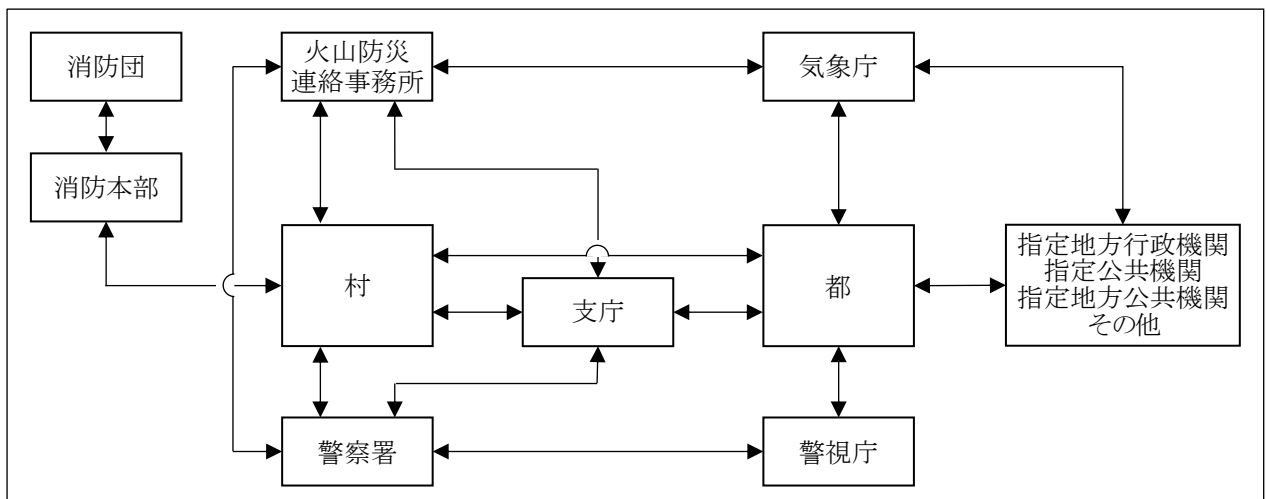 消防団
火山防災
連絡事務所
気象庁
消防本部
村
支庁
都
指定地方行政機関
指定公共機関
指定地方公共機関
その他
警察署
警視庁